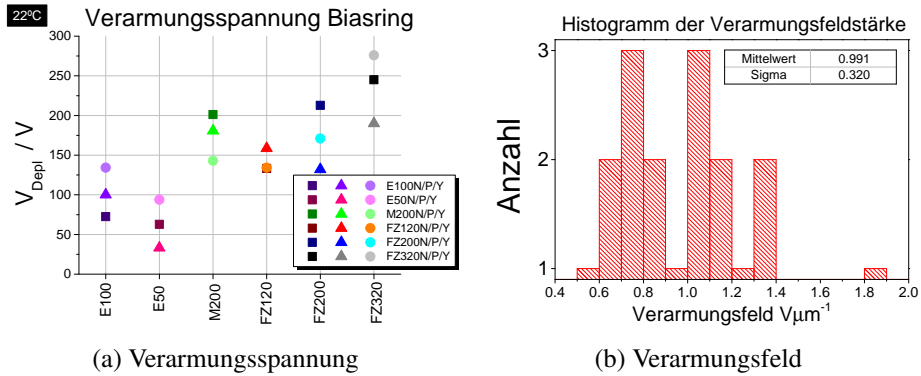 22ºC
Verarmungsspannung Biasring
V_Depl / V
300
250
200
150
100
50
0
E100
E50
M200
FZ120
FZ200
FZ320
E100N/P/Y
E50N/P/Y
M200N/P/Y
FZ120N/P/Y
FZ200N/P/Y
FZ320N/P/Y
(a) Verarmungsspannung
Histogramm der Verarmungsfeldstärke
Mittelwert 0.991
Sigma 0.320
Anzahl
3
2
1
0.4 0.6 0.8 1.0 1.2 1.4 1.6 1.8 2.0
Verarmungsfeld Vμm⁻¹
(b) Verarmungsfeld